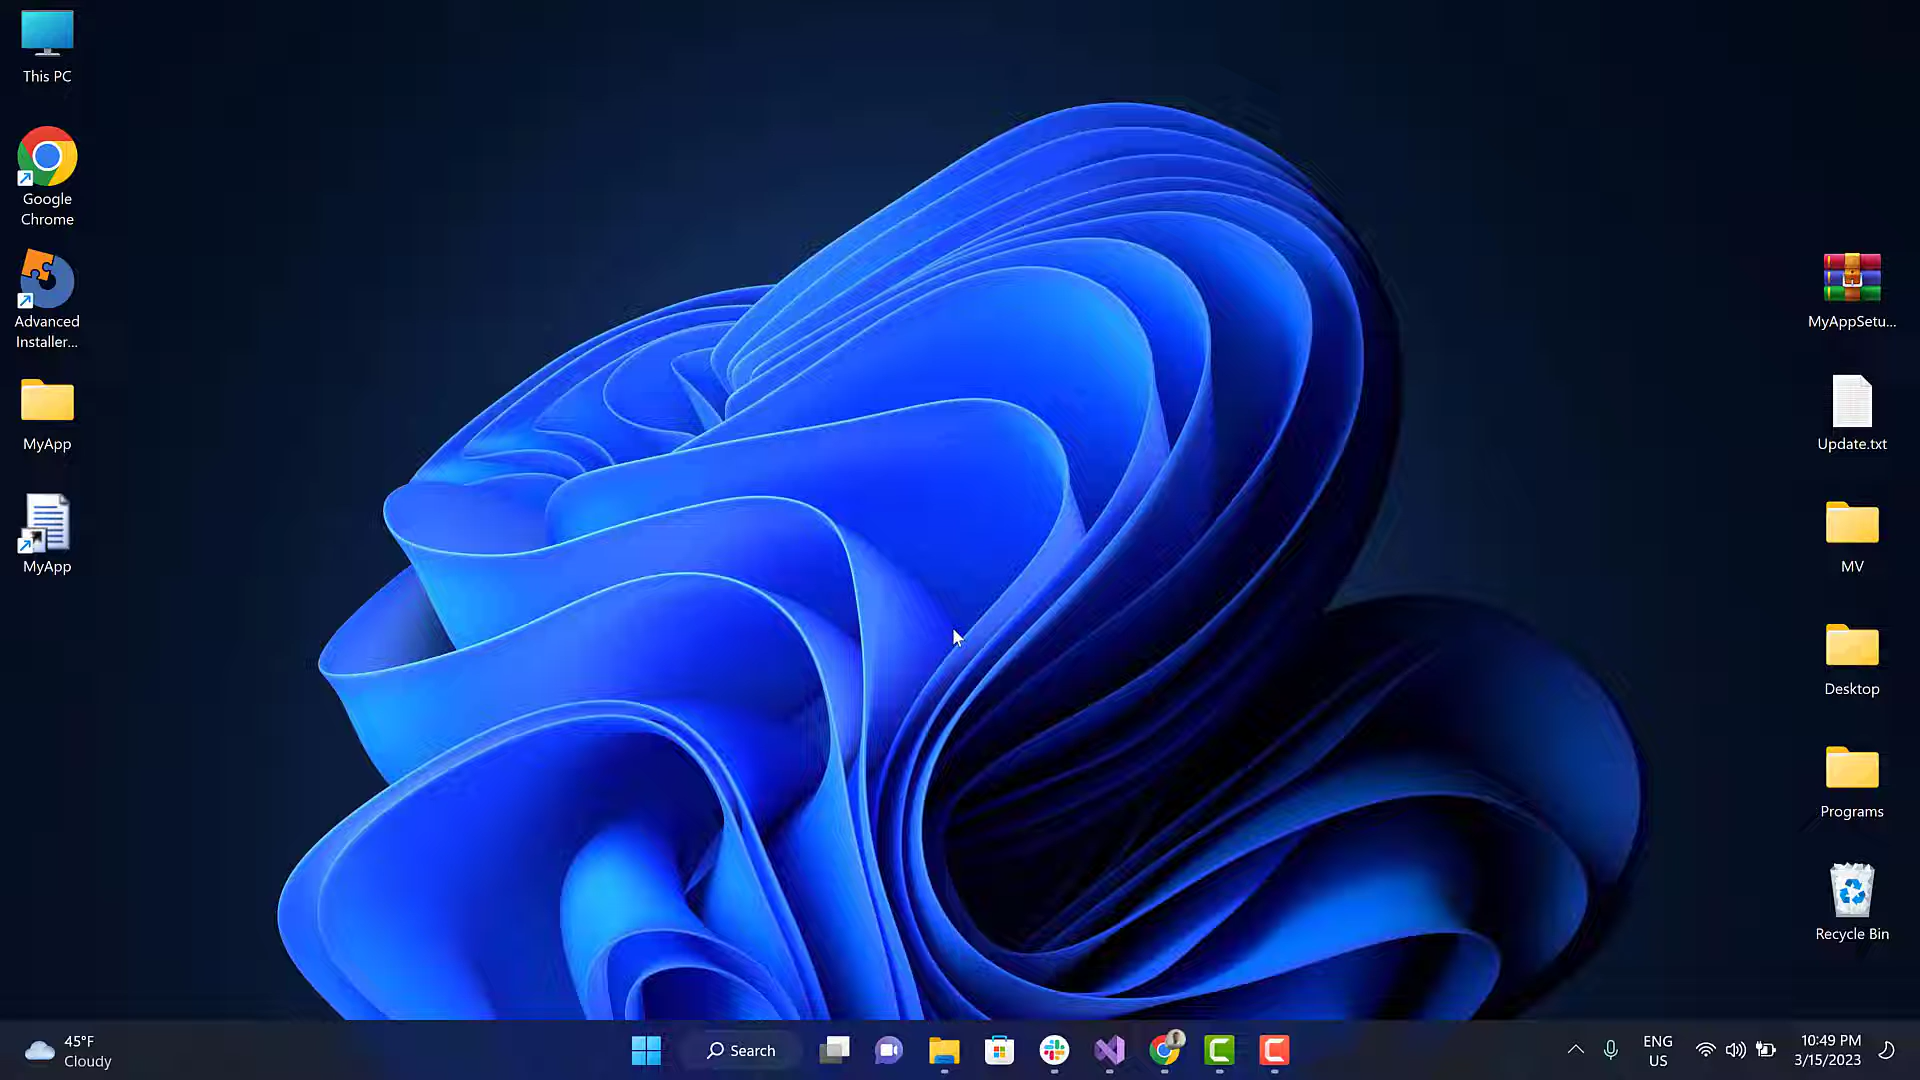 This PC
Google
Chrome
Advanced
Installer...
MyApp
MyApp
MyAppSetu...
Update.txt
MV
Desktop
Programs
Recycle Bin
45°F
Cloudy
Search
ENG
US
10:49 PM
3/15/2023